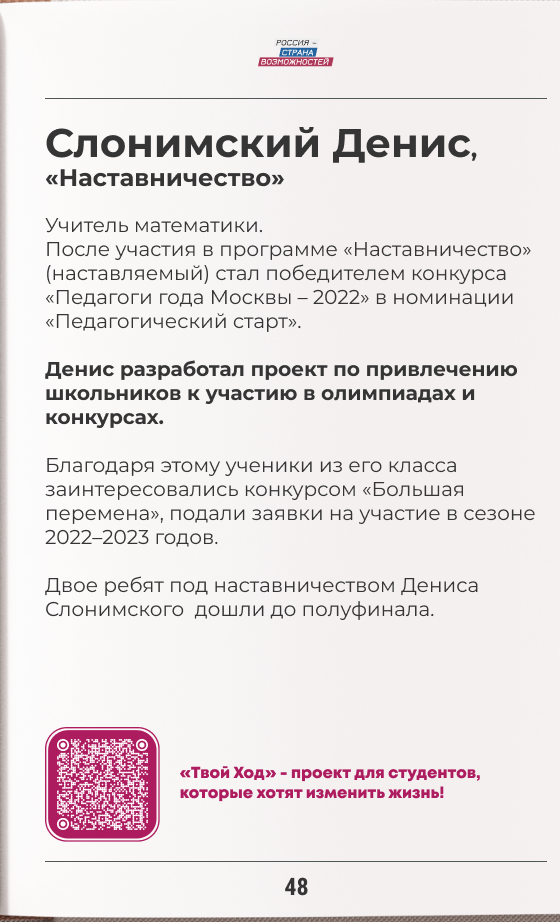 РОССИЯ –
СТРАНА
ВОЗМОЖНОСТЕЙ
Слонимский Денис,
«Наставничество»
Учитель математики.
После участия в программе «Наставничество»
(наставляемый) стал победителем конкурса
«Педагоги года Москвы – 2022» в номинации
«Педагогический старт».
Денис разработал проект по привлечению
школьников к участию в олимпиадах и
конкурсах.
Благодаря этому ученики из его класса
заинтересовались конкурсом «Большая
перемена», подали заявки на участие в сезоне
2022–2023 годов.
Двое ребят под наставничеством Дениса
Слонимского  дошли до полуфинала.
«Твой Ход» - проект для студентов,
которые хотят изменить жизнь!
48